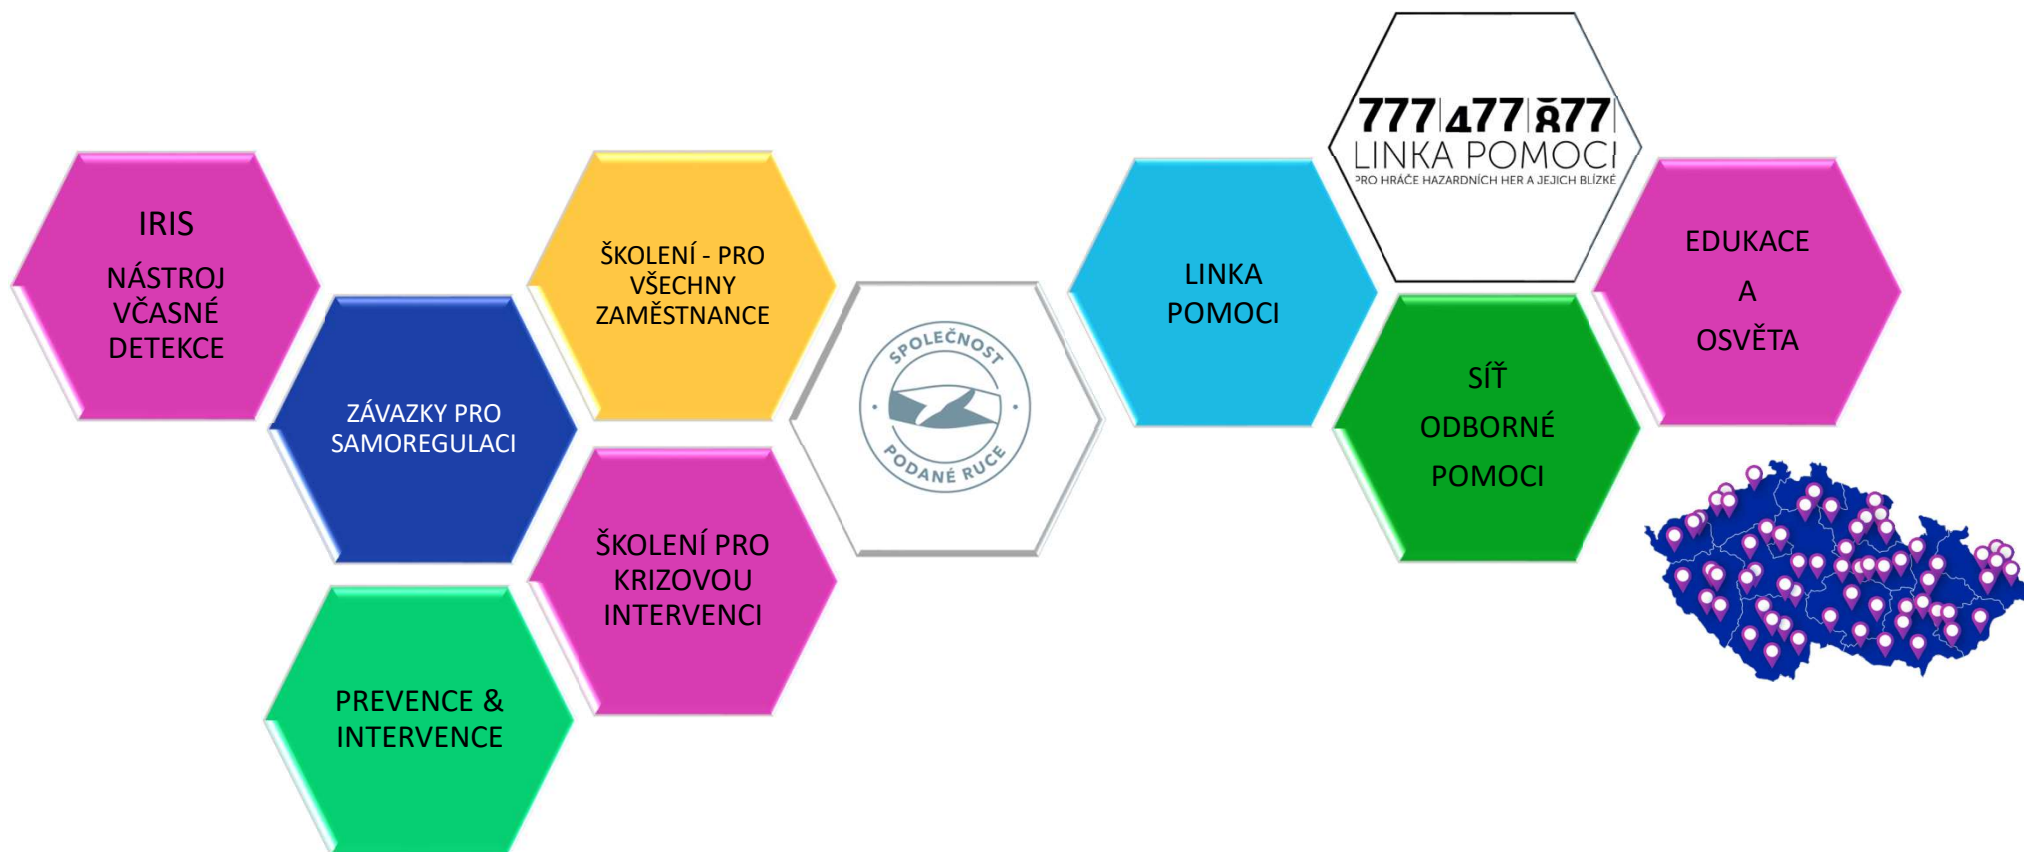 IRIS
NÁSTROJ
VČASNÉ
DETEKCE
ZÁVAZKY PRO
SAMOREGULACI
PREVENCE &
INTERVENCE
ŠKOLENÍ - PRO
VŠECHNY
ZAMĚSTNANCE
ŠKOLENÍ PRO
KRIZOVOU
INTERVENCI
SPOLEČNOST
PODANÉ RUCE
LINKA
POMOCI
777|477|877|
LINKA POMOCI
PRO HRÁČE HAZARDNÍCH HER A JEJICH BLÍZKÉ
SÍŤ
ODBORNÉ
POMOCI
EDUKACE
A
OSVĚTA